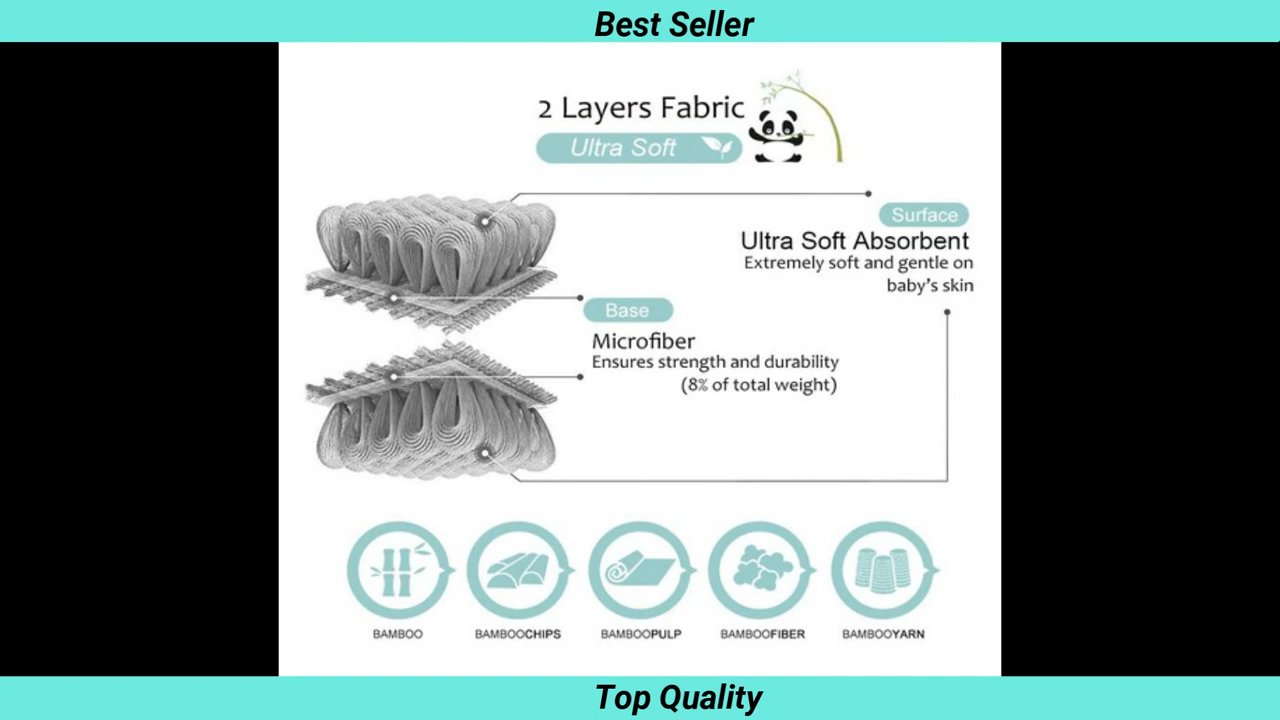 Best Seller
2 Layers Fabric
Ultra Soft
Surface
Ultra Soft Absorbent
Extremely soft and gentle on
baby's skin
Base
Microfiber
Ensures strength and durability
(8% of total weight)
BAMBOO
BAMBOOCHIPS
BAMBOOPULP
BAMBOOFIBER
BAMBOOYARN
Top Quality